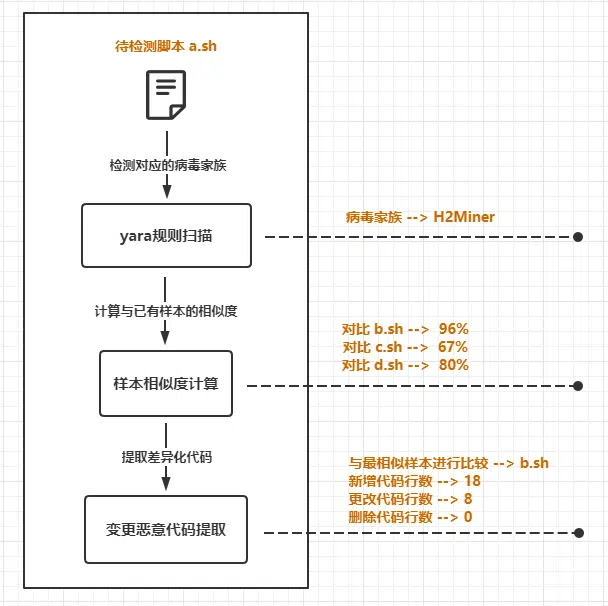 待检测脚本 a.sh
检测对应的病毒家族
yara规则扫描
病毒家族 --> H2Miner
计算与已有样本的相似度
样本相似度计算
对比 b.sh --> 96%
对比 c.sh --> 67%
对比 d.sh --> 80%
提取差异化代码
变更恶意代码提取
与最相似样本进行比较 --> b.sh
新增代码行数 --> 18
更改代码行数 --> 8
删除代码行数 --> 0